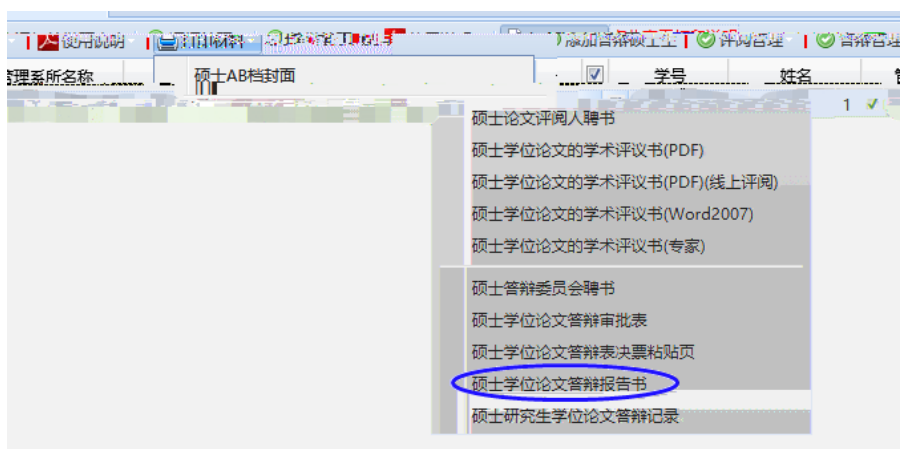 使用说明 打印材料 添加答辩硕士生 评阅管理 答辩管理
管理系所名称 学号 姓名
硕士AB档封面
1
硕士论文评阅人聘书
硕士学位论文的学术评议书(PDF)
硕士学位论文的学术评议书(PDF)(线上评阅)
硕士学位论文的学术评议书(Word2007)
硕士学位论文的学术评议书(专家)
硕士答辩委员会聘书
硕士学位论文答辩审批表
硕士学位论文答辩表决票粘贴页
硕士学位论文答辩报告书
硕士研究生学位论文答辩记录